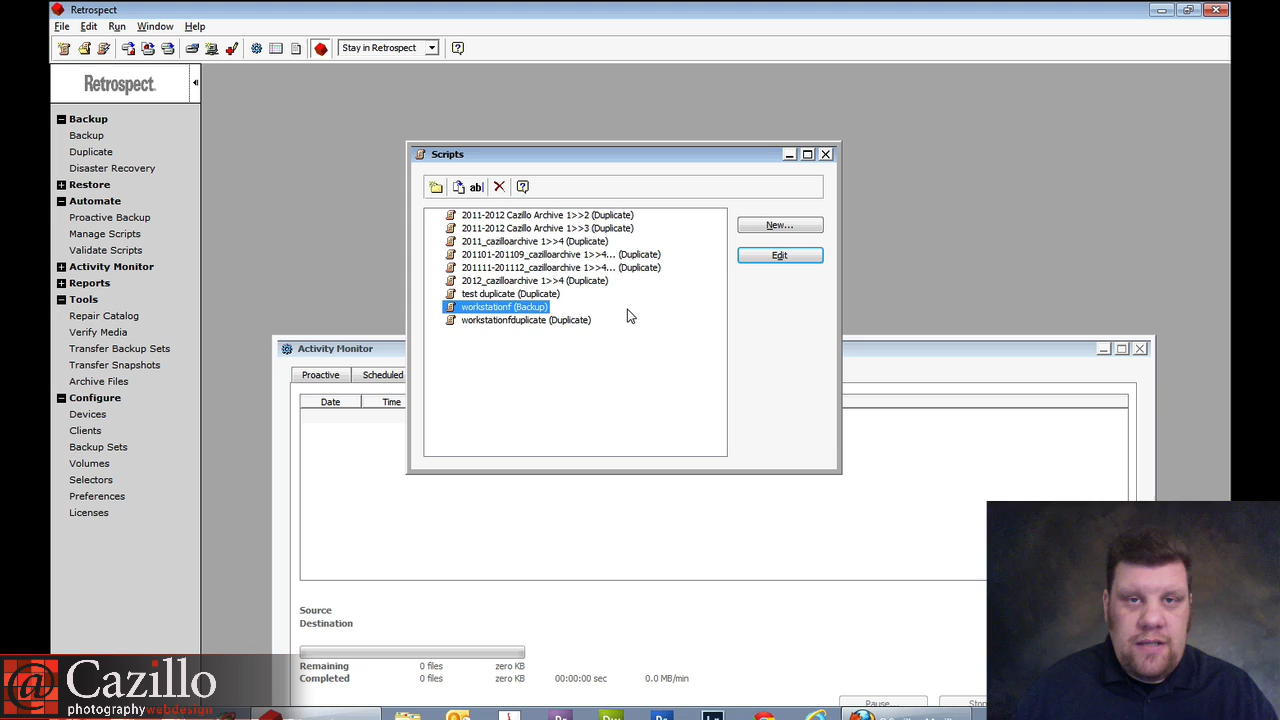 Retrospect
File Edit Run Window Help
Stay in Retrospect
Retrospect.
Backup
Backup
Duplicate
Disaster Recovery
Restore
Automate
Proactive Backup
Manage Scripts
Validate Scripts
Activity Monitor
Reports
Tools
Repair Catalog
Verify Media
Transfer Backup Sets
Transfer Snapshots
Archive Files
Configure
Devices
Clients
Backup Sets
Volumes
Selectors
Preferences
Licenses
Scripts
ab|
2011-2012 Cazillo Archive 1>>2 (Duplicate)
2011-2012 Cazillo Archive 1>>3 (Duplicate)
2011_cazilloarchive 1>>4 (Duplicate)
201101-201109_cazilloarchive 1>>4... (Duplicate)
201111-201112_cazilloarchive 1>>4... (Duplicate)
2012_cazilloarchive 1>>4 (Duplicate)
test duplicate (Duplicate)
workstationf (Backup)
workstationfduplicate (Duplicate)
New...
Edit
Activity Monitor
Proactive Scheduled
Date Time
Source
Destination
Remaining 0 files zero KB
Completed 0 files zero KB 00:00:00 sec 0.0 MB/min
Pause...
@ Cazillo
photographywebdesign